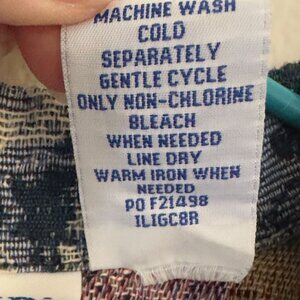 MACHINE WASH
COLD
SEPARATELY
GENTLE CYCLE
ONLY NON-CHLORINE
BLEACH
WHEN NEEDED
LINE DRY
WARM IRON WHEN
NEEDED
PO F21498
1LIGC8R